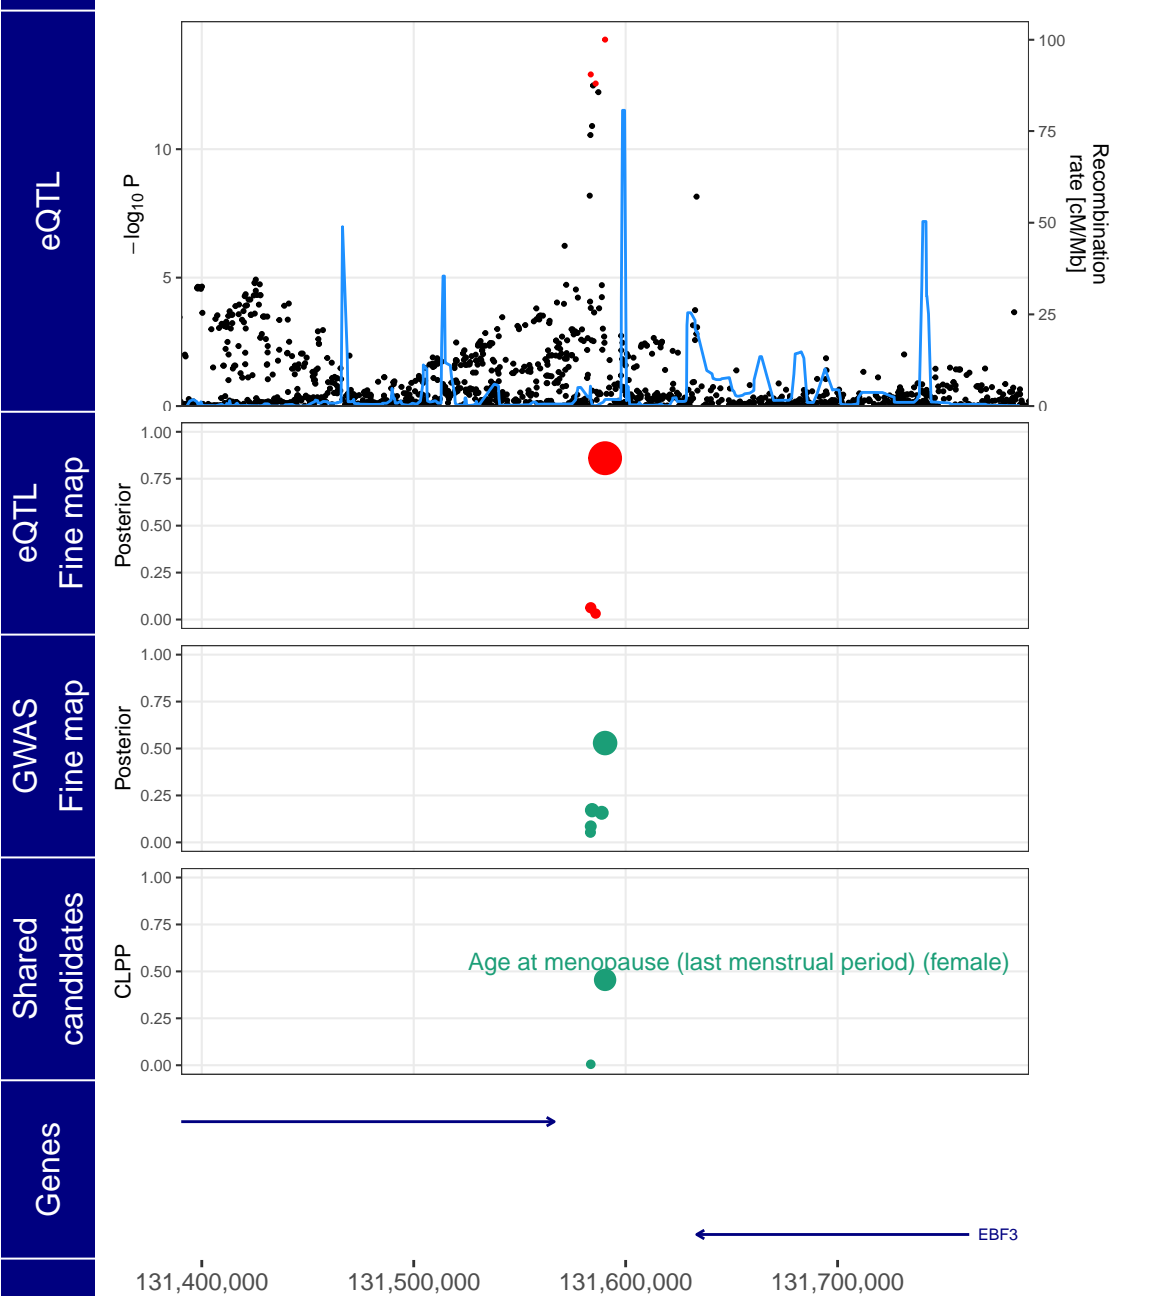 eQTL
−log10 P
10
5
0
100
75
50
25
0
Recombination
rate [cM/Mb]
eQTL
Fine map
Posterior
1.00
0.75
0.50
0.25
0.00
GWAS
Fine map
Posterior
1.00
0.75
0.50
0.25
0.00
Shared
candidates
CLPP
1.00
0.75
0.50
0.25
0.00
Age at menopause (last menstrual period) (female)
Genes
EBF3
131,400,000
131,500,000
131,600,000
131,700,000